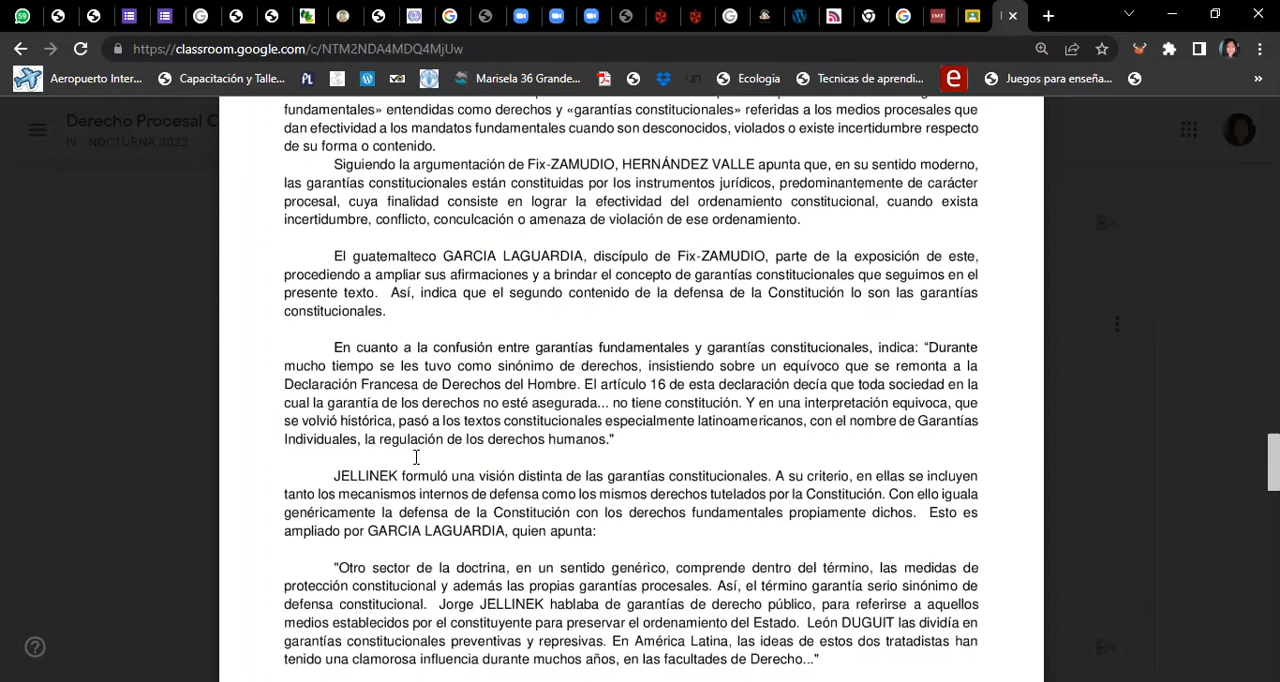 https://classroom.google.com/c/NTM2NDA4MDQ4MjUw
Aeropuerto Inter...
Capacitación y Talle...
PL
Marisela 36 Grande...
un
Ecologia
Tecnicas de aprendi...
e
Juegos para enseña...
»
Derecho Procesal C
IV - NOCTURNA 2022
fundamentales» entendidas como derechos y «garantías constitucionales» referidas a los medios procesales que
dan efectividad a los mandatos fundamentales cuando son desconocidos, violados o existe incertidumbre respecto
de su forma o contenido.
Siguiendo la argumentación de Fix-ZAMUDIO, HERNÁNDEZ VALLE apunta que, en su sentido moderno,
las garantías constitucionales están constituidas por los instrumentos jurídicos, predominantemente de carácter
procesal, cuya finalidad consiste en lograr la efectividad del ordenamiento constitucional, cuando exista
incertidumbre, conflicto, conculcación o amenaza de violación de ese ordenamiento.
El guatemalteco GARCIA LAGUARDIA, discípulo de Fix-ZAMUDIO, parte de la exposición de este,
procediendo a ampliar sus afirmaciones y a brindar el concepto de garantías constitucionales que seguimos en el
presente texto. Así, indica que el segundo contenido de la defensa de la Constitución lo son las garantías
constitucionales.
En cuanto a la confusión entre garantías fundamentales y garantías constitucionales, indica: “Durante
mucho tiempo se les tuvo como sinónimo de derechos, insistiendo sobre un equívoco que se remonta a la
Declaración Francesa de Derechos del Hombre. El artículo 16 de esta declaración decía que toda sociedad en la
cual la garantía de los derechos no esté asegurada... no tiene constitución. Y en una interpretación equivoca, que
se volvió histórica, pasó a los textos constitucionales especialmente latinoamericanos, con el nombre de Garantías
Individuales, la regulación de los derechos humanos."
JELLINEK formuló una visión distinta de las garantías constitucionales. A su criterio, en ellas se incluyen
tanto los mecanismos internos de defensa como los mismos derechos tutelados por la Constitución. Con ello iguala
genéricamente la defensa de la Constitución con los derechos fundamentales propiamente dichos. Esto es
ampliado por GARCIA LAGUARDIA, quien apunta:
"Otro sector de la doctrina, en un sentido genérico, comprende dentro del término, las medidas de
protección constitucional y además las propias garantías procesales. Así, el término garantía serio sinónimo de
defensa constitucional. Jorge JELLINEK hablaba de garantías de derecho público, para referirse a aquellos
medios establecidos por el constituyente para preservar el ordenamiento del Estado. León DUGUIT las dividía en
garantías constitucionales preventivas y represivas. En América Latina, las ideas de estos dos tratadistas han
tenido una clamorosa influencia durante muchos años, en las facultades de Derecho..."